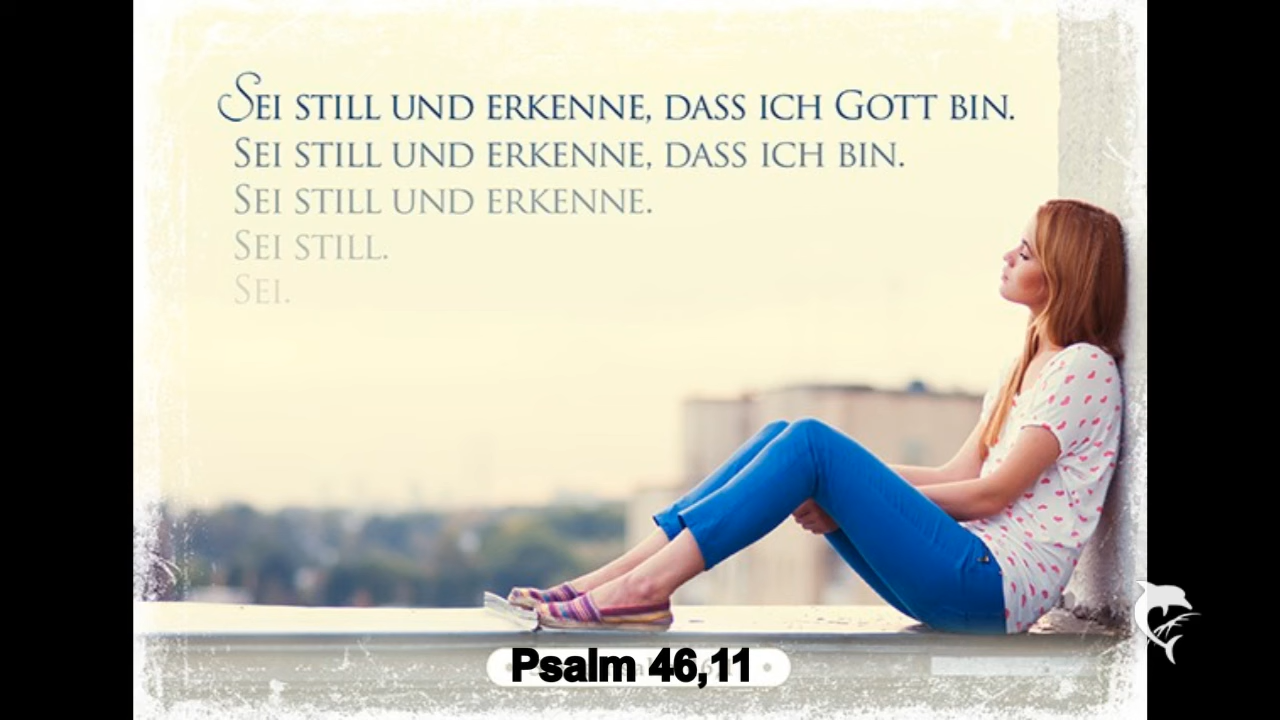 Sei still und erkenne, dass ich Gott bin.
Sei still und erkenne, dass ich bin.
Sei still und erkenne.
Sei still.
Sei.
Psalm 46,11